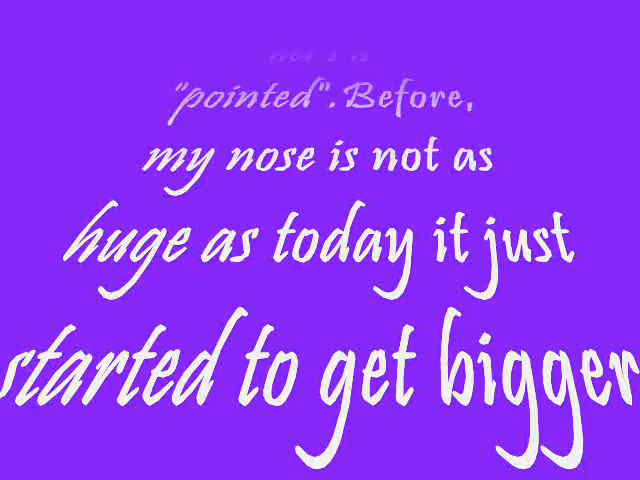 "pointed". Before,
my nose is not as
huge as today it just
started to get bigger